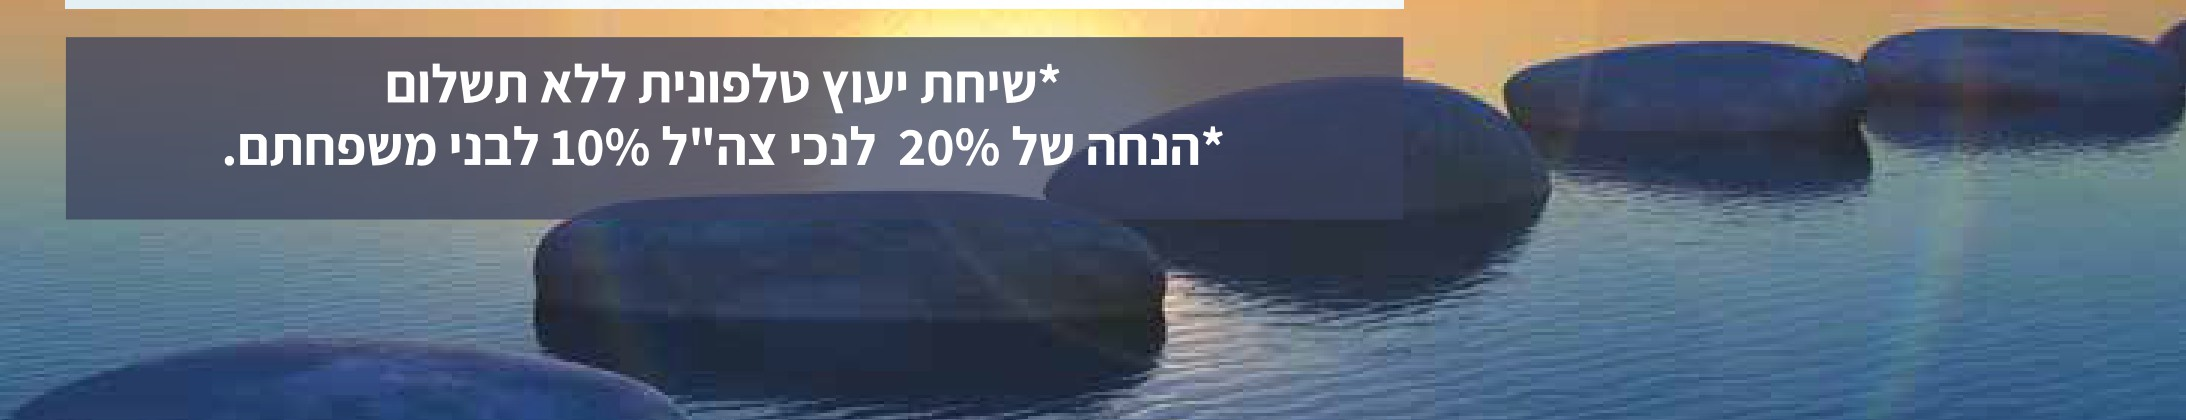 *שיחת יעוץ טלפונית ללא תשלום
*הנחה של 20%  לנכי צה"ל 10% לבני משפחתם.